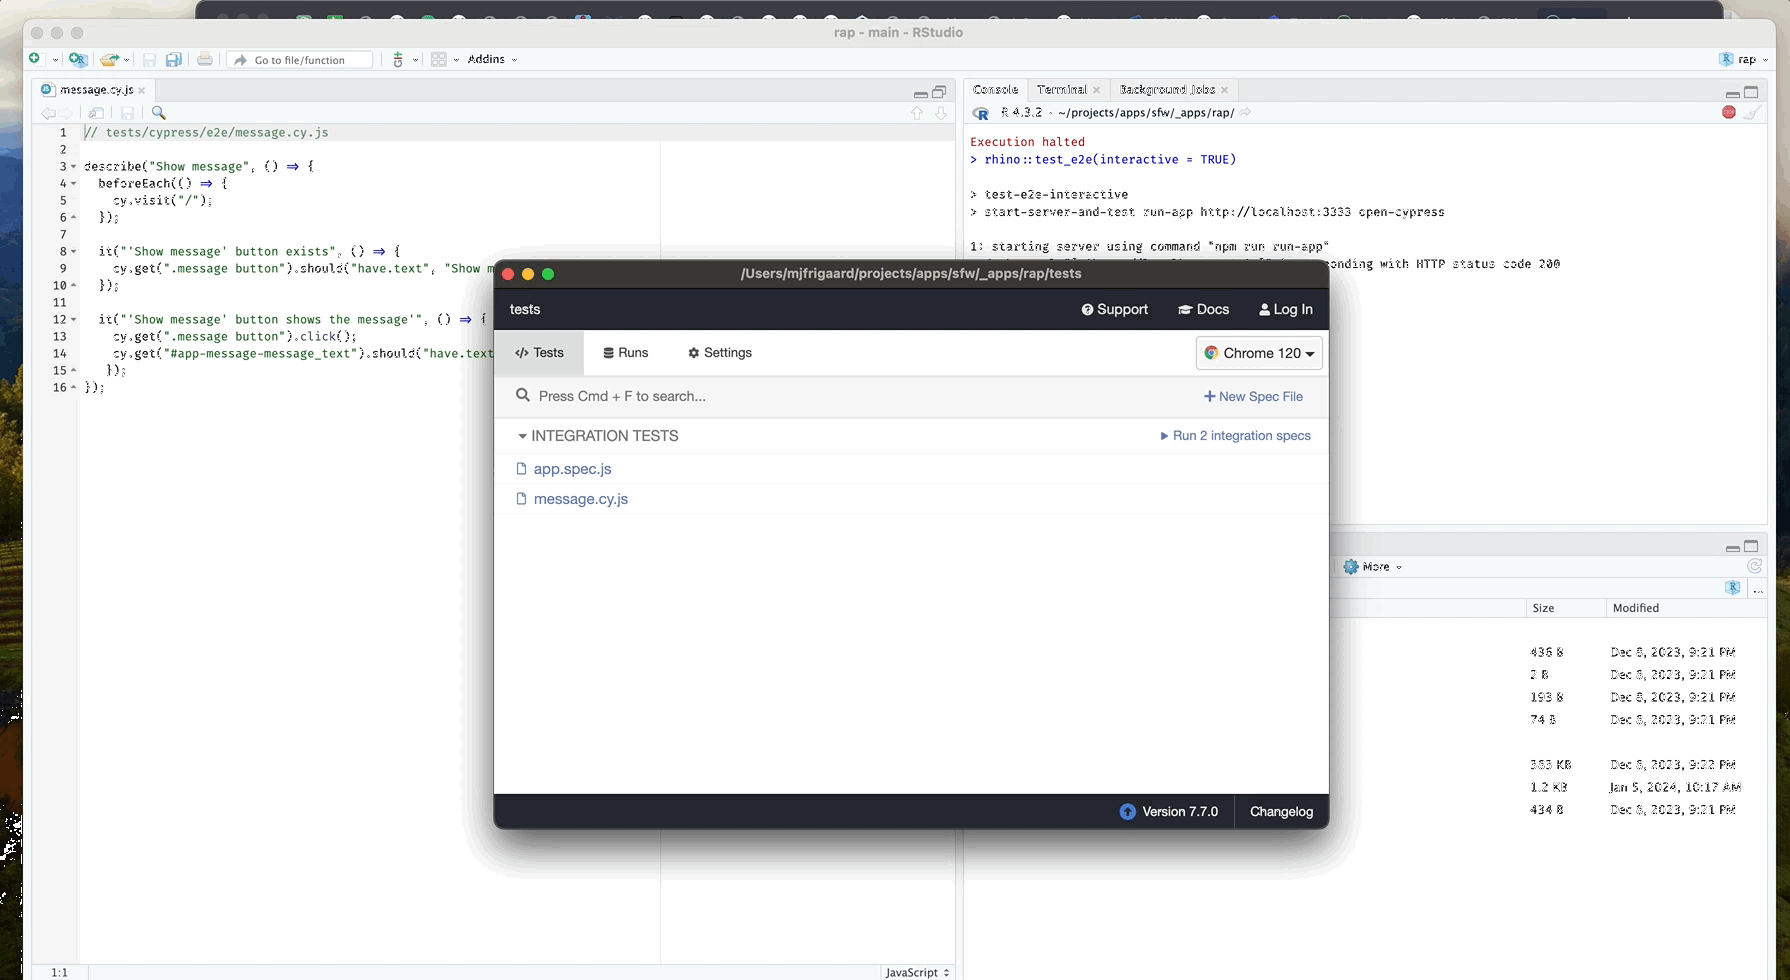 rap - main - RStudio
Go to file/function
Addins
rap
message.cy.js
1 // tests/cypress/e2e/message.cy.js
2
3 describe("Show message", () => {
4 beforeEach(() => {
5 cy.visit("/");
6 });
7
8 it("'Show message' button exists", () => {
9 cy.get(".message button").should("have.text", "Show m
10 });
11
12 it("'Show message' button shows the message'", () => {
13 cy.get(".message button").click();
14 cy.get("#app-message-message_text").should("have.text
15 });
16 });
1:1
JavaScript
Console
Terminal
Background Jobs
R 4.3.2 · ~/projects/apps/sfw/_apps/rap/
Execution halted
> rhino::test_e2e(interactive = TRUE)
> test-e2e-interactive
> start-server-and-test run-app http://localhost:3333 open-cypress
1: starting server using command "npm run run-app"
onding with HTTP status code 200
/Users/mjfrigaard/projects/apps/sfw/_apps/rap/tests
tests
Support
Docs
Log In
Tests
Runs
Settings
Chrome 120
Press Cmd + F to search...
+ New Spec File
INTEGRATION TESTS
Run 2 integration specs
app.spec.js
message.cy.js
Version 7.7.0
Changelog
More
...
Size Modified
436 B Dec 8, 2023, 9:21 PM
2 B Dec 8, 2023, 9:21 PM
193 B Dec 8, 2023, 9:21 PM
74 B Dec 8, 2023, 9:21 PM
383 KB Dec 8, 2023, 9:22 PM
1.2 KB Jan 5, 2024, 10:17 AM
434 B Dec 8, 2023, 9:21 PM